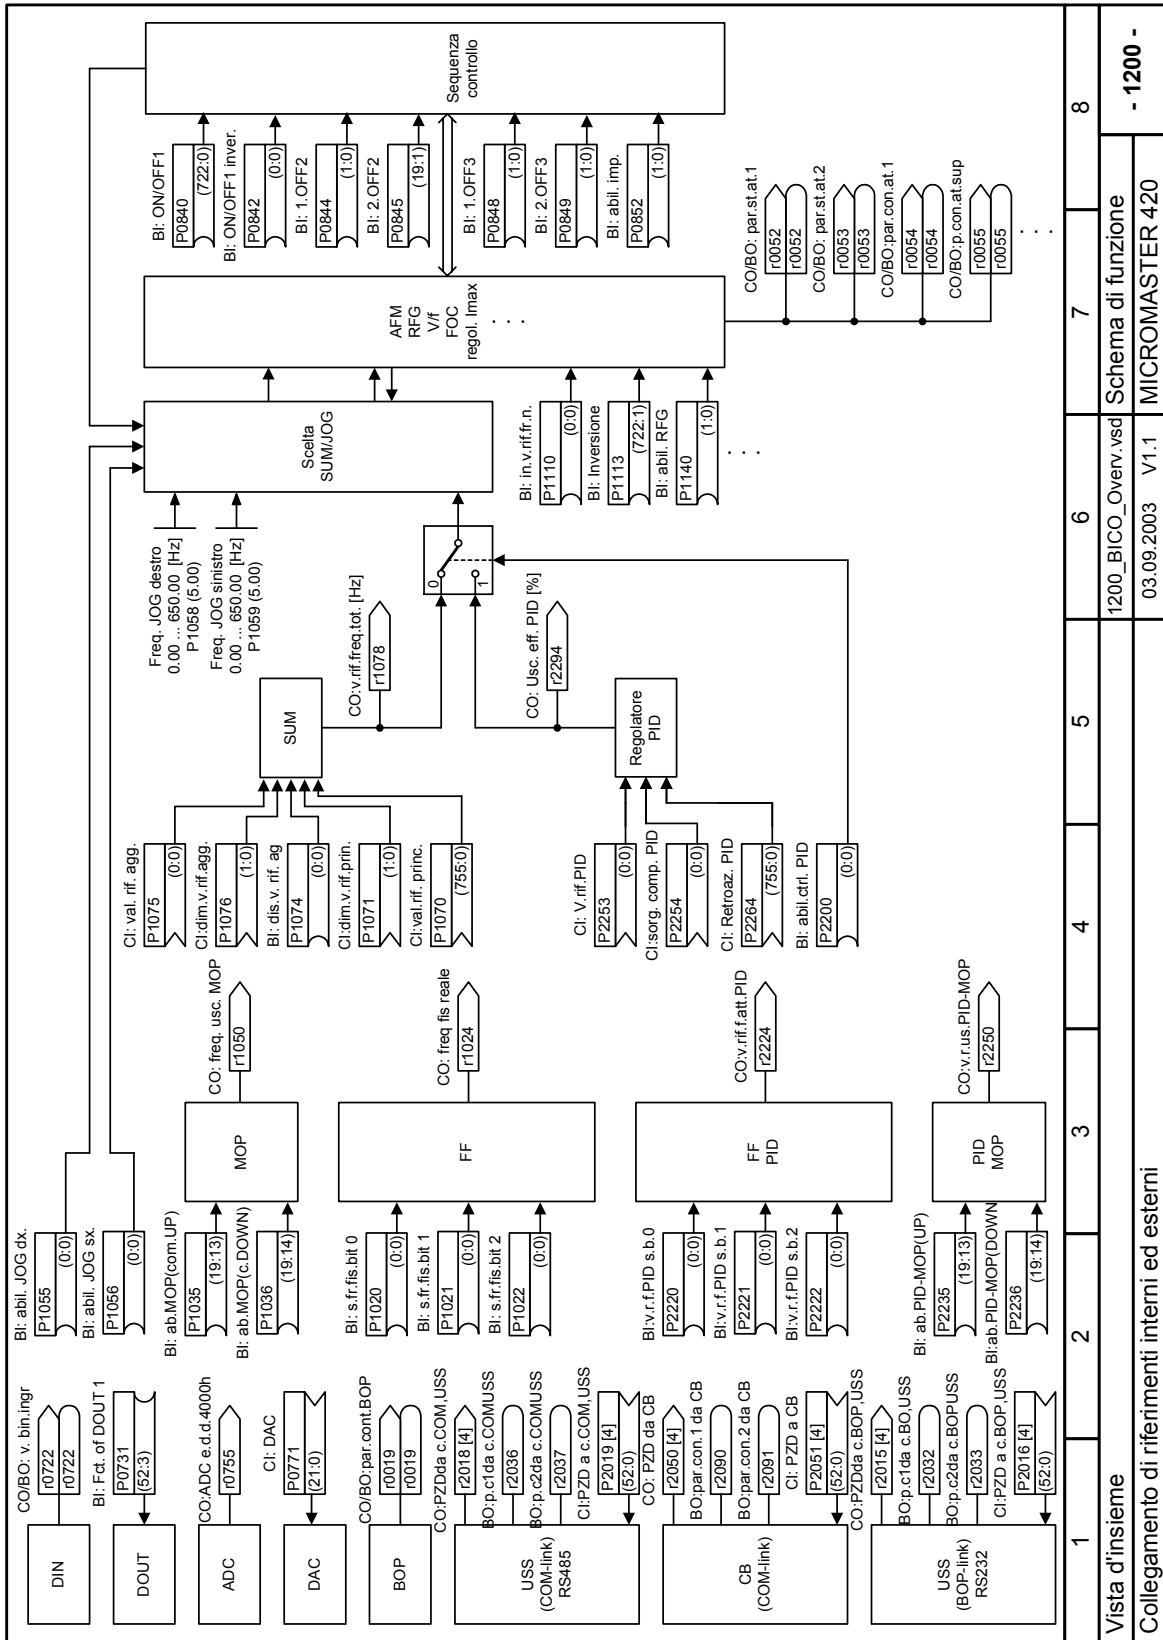 DIN
DOUT
ADC
DAC
BOP
USS
(COM-link)
RS485
CB
(COM-link)
USS
(BOP-link)
RS232
CO/BO: v. bin.ingr
r0722
r0722
BI: Fct. of DOUT 1
P0731
(52:3)
CO:ADC e.d.d.400h
r0755
CI: DAC
P0771
(21:0)
CO/BO:par.cont.BOP
r0019
r0019
CO:PZDda c.COM,USS
r2018 [4]
BO:p.c1da c.COMUSS
r2036
BO:p.c2da c.COMUSS
r2037
CI:PZD a c.COM,USS
P2019 [4]
(52:0)
CO: PZD da CB
r2050 [4]
BO:par.con.1 da CB
r2090
BO:par.con.2 da CB
r2091
CI: PZD a CB
P2051 [4]
(52:0)
CO:PZDda c.BOP,USS
r2015 [4]
BO:p.c1da c.BO,USS
r2032
BO:p.c2da c.BOPUSS
r2033
CI:PZD a c.BOP,USS
P2016 [4]
(52:0)
BI: abil. JOG dx.
P1055
(0:0)
BI: abil. JOG sx.
P1056
(0:0)
BI: ab.MOP(com.UP)
P1035
(19:13)
BI: ab.MOP(c.DOWN)
P1036
(19:14)
BI: s.fr.fis.bit 0
P1020
(0:0)
BI: s.fr.fis.bit 1
P1021
(0:0)
BI: s.fr.fis.bit 2
P1022
(0:0)
BI:v.r.f.PID s.b.0
P2220
(0:0)
BI:v.r.f.PID s.b.1
P2221
(0:0)
BI:v.r.f.PID s.b.2
P2222
(0:0)
BI: ab.PID-MOP(UP)
P2235
(19:13)
BI:ab.PID-MOP(DOWN
P2236
(19:14)
MOP
FF
FF
PID
PID
MOP
CO: freq. usc. MOP
r1050
CO: freq fis reale
r1024
CO:v.rif.f.att.PID
r2224
CO:v.r.us.PID-MOP
r2250
CI: val. rif. agg.
P1075
(0:0)
CI:dim.v.rif.agg.
P1076
(1:0)
BI: dis.v. rif. ag
P1074
(0:0)
CI:dim.v.rif.prin.
P1071
(1:0)
CI:val.rif. princ.
P1070
(755:0)
CI: V.rif.PID
P2253
(0:0)
CI:sorg. comp. PID
P2254
(0:0)
CI: Retroaz. PID
P2264
(755:0)
BI: abil.ctrl. PID
P2200
(0:0)
SUM
Regolatore
PID
CO:v.rif.freq.tot. [Hz]
r1078
CO: Usc. eff. PID [%]
r2294
Freq. JOG destro
0.00 ... 650.00 [Hz]
P1058 (5.00)
Freq. JOG sinistro
0.00 ... 650.00 [Hz]
P1059 (5.00)
0
1
Scelta
SUM/JOG
BI: in.v.rif.fr.n.
P1110
(0:0)
BI: Inversione
P1113
(722:1)
BI: abil. RFG
P1140
(1:0)
. . .
AFM
RFG
V/f
FOC
regol. Imax
. . .
BI: ON/OFF1
P0840
(722:0)
BI: ON/OFF1 inver.
P0842
(0:0)
BI: 1.OFF2
P0844
(1:0)
BI: 2.OFF2
P0845
(19:1)
BI: 1.OFF3
P0848
(1:0)
BI: 2.OFF3
P0849
(1:0)
BI: abil. imp.
P0852
(1:0)
Sequenza
controllo
CO/BO: par.st.at.1
r0052
r0052
CO/BO: par.st.at.2
r0053
r0053
CO/BO:par.con.at.1
r0054
r0054
CO/BO:p.con.at.sup
r0055
r0055
. . .
1 2 3 4 5 6 7 8
Vista d'insieme
1200_BICO_Overv.vsd
Schema di funzione
- 1200 -
Collegamento di riferimenti interni ed esterni
03.09.2003 V1.1
MICROMASTER 420